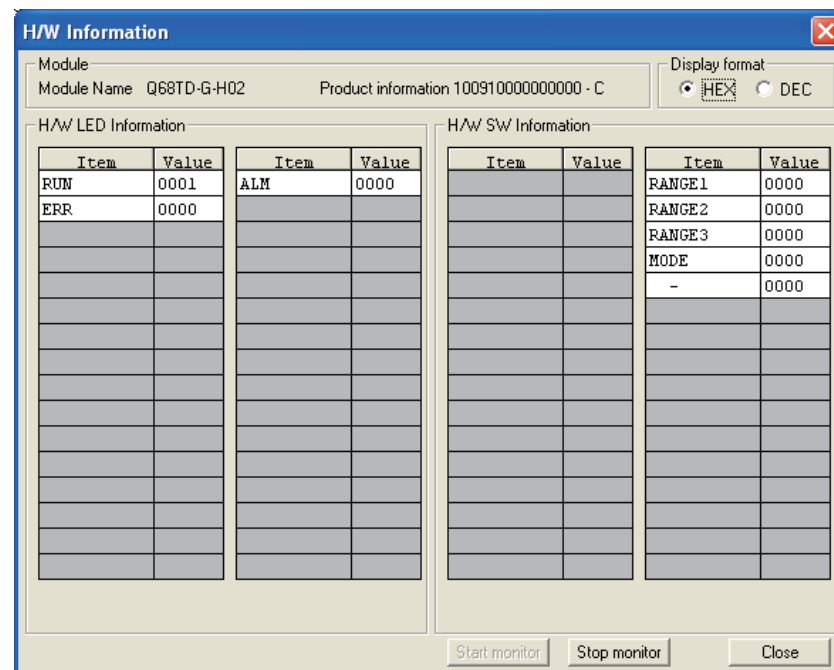 H/W Information
Module
Module Name Q68TD-G-H02 Product information 100910000000000 - C
Display format
HEX DEC
H/W LED Information
Item Value Item Value
RUN 0001 ALM 0000
ERR 0000
H/W SW Information
Item Value Item Value
RANGE1 0000
RANGE2 0000
RANGE3 0000
MODE 0000
- 0000
Start monitor Stop monitor Close